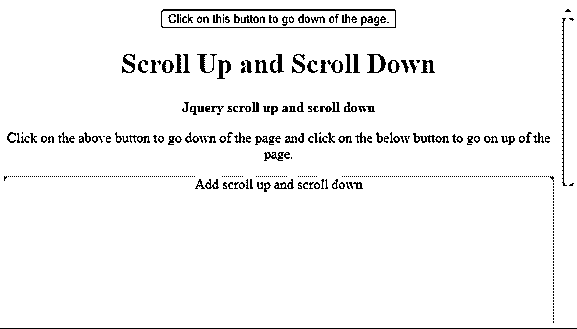 Click on this button to go down of the page.
Scroll Up and Scroll Down
Jquery scroll up and scroll down
Click on the above button to go down of the page and click on the below button to go on up of the
page.
Add scroll up and scroll down